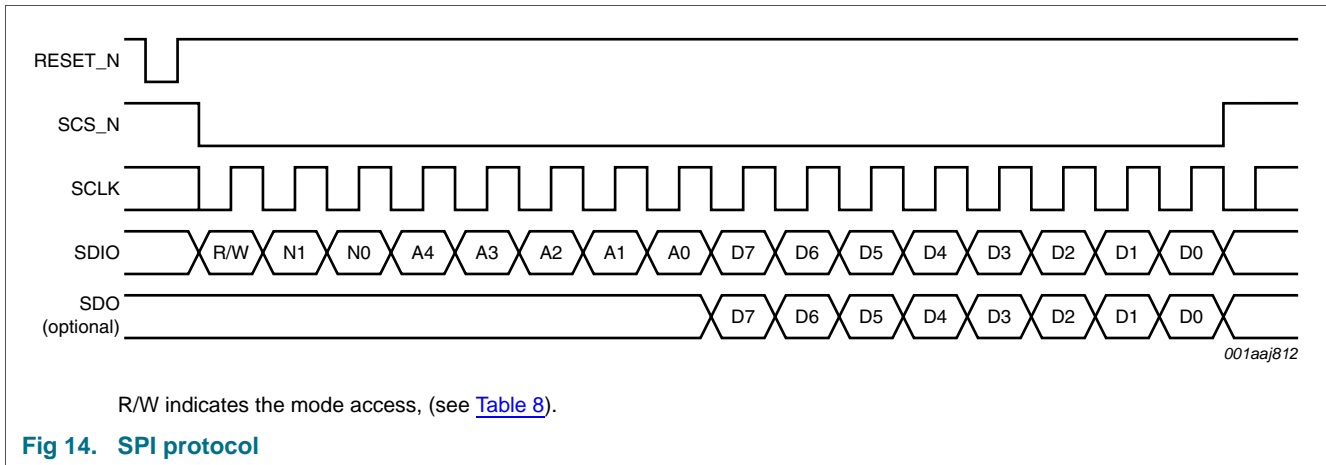 RESET_N
SCS_N
SCLK
SDIO R/W N1 N0 A4 A3 A2 A1 A0 D7 D6 D5 D4 D3 D2 D1 D0
SDO
(optional) D7 D6 D5 D4 D3 D2 D1 D0
001aaj812
R/W indicates the mode access, (see Table 8).
Fig 14. SPI protocol